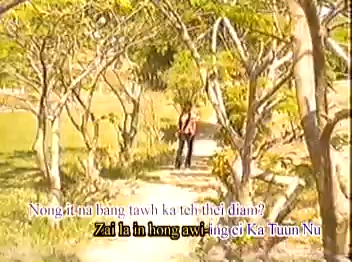 Nong it na bang tawh ka teh thei diam?
Zai la in hong awi-ing ei Ka Tuun Nu